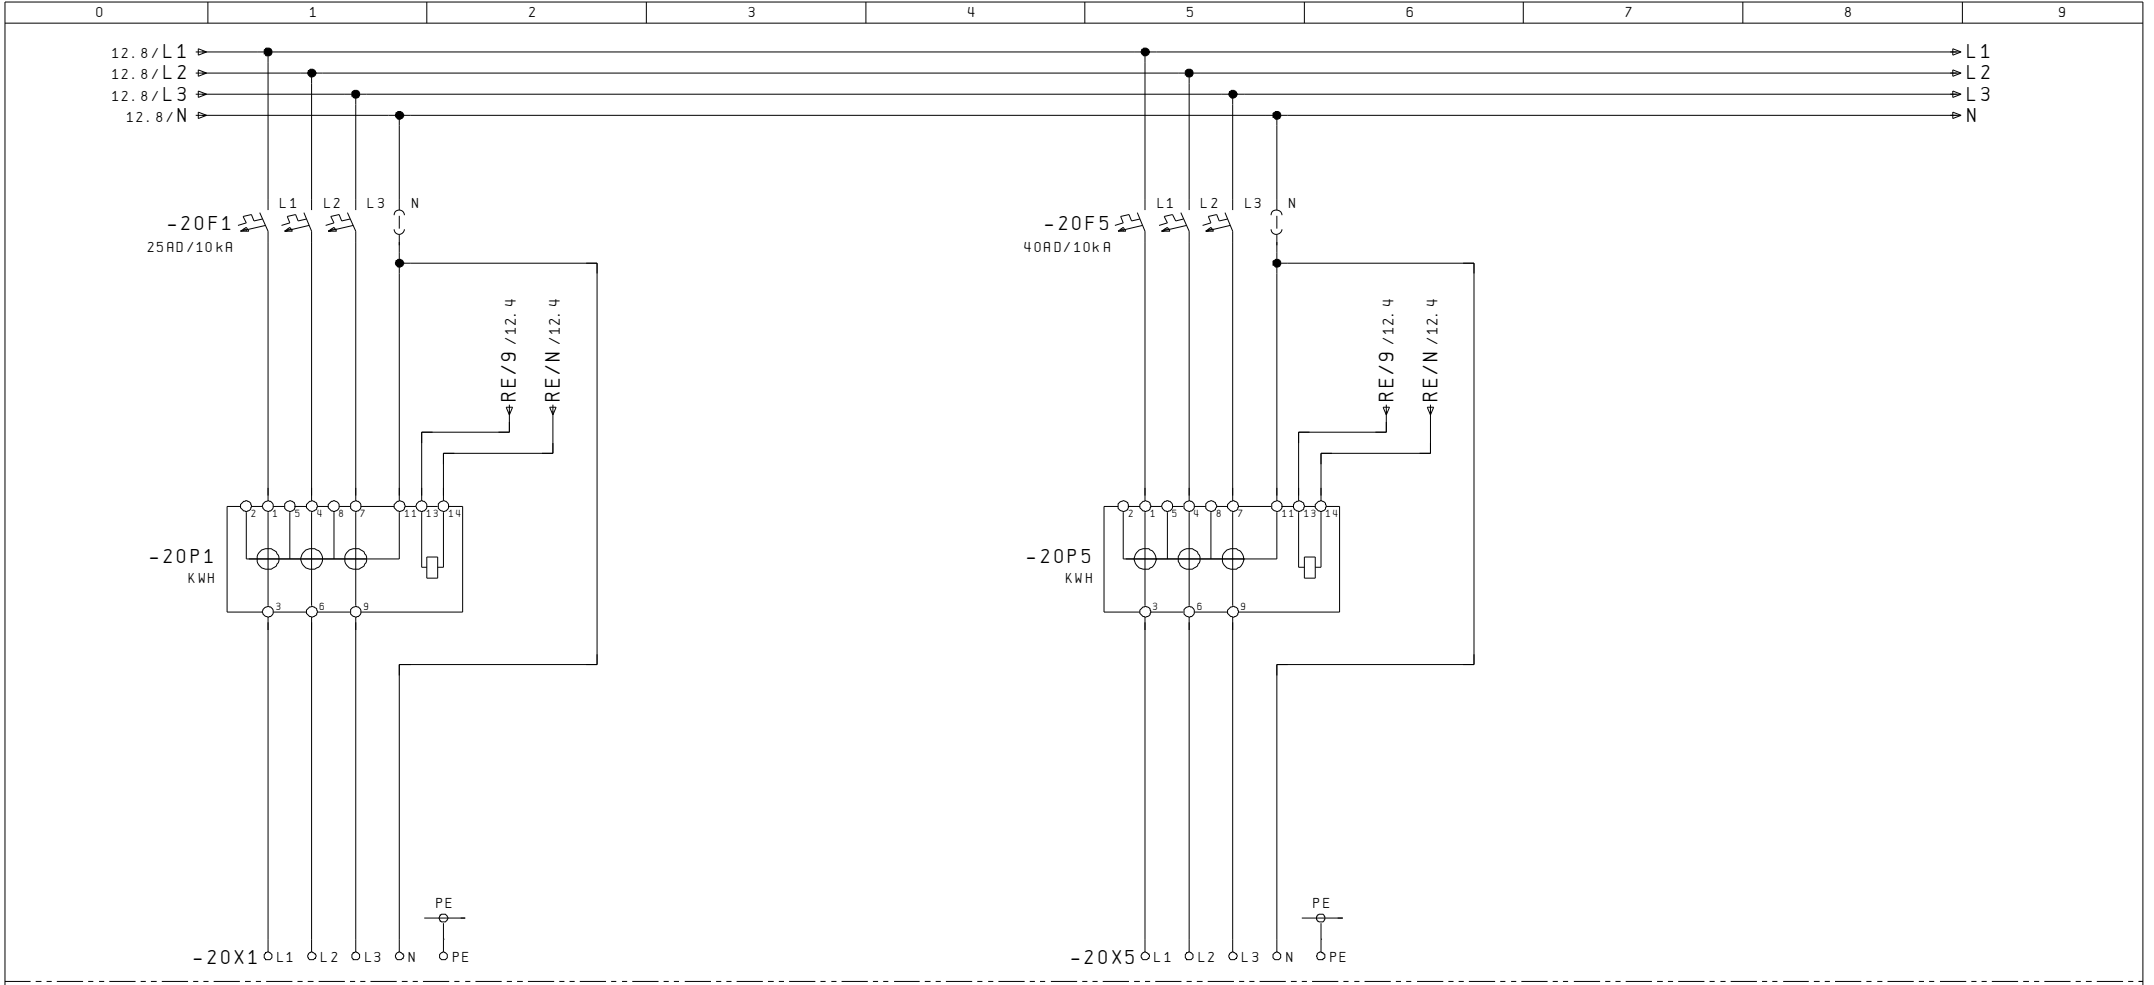 0 1 2 3 4 5 6 7 8 9
12.8/L1 L1
12.8/L2 L2
12.8/L3 L3
12.8/N N
L1 L2 L3 N L1 L2 L3 N
-20F1 -20F5
25AD/10kA 40AD/10kA
RE/9/12.4 RE/N/12.4 RE/9/12.4 RE/N/12.4
2 1 5 4 8 7 11 13 14 2 1 5 4 8 7 11 13 14
-20P1 -20P5
KWH KWH
3 6 9 3 6 9
PE PE
-20X1 L1 L2 L3 N PE -20X5 L1 L2 L3 N PE